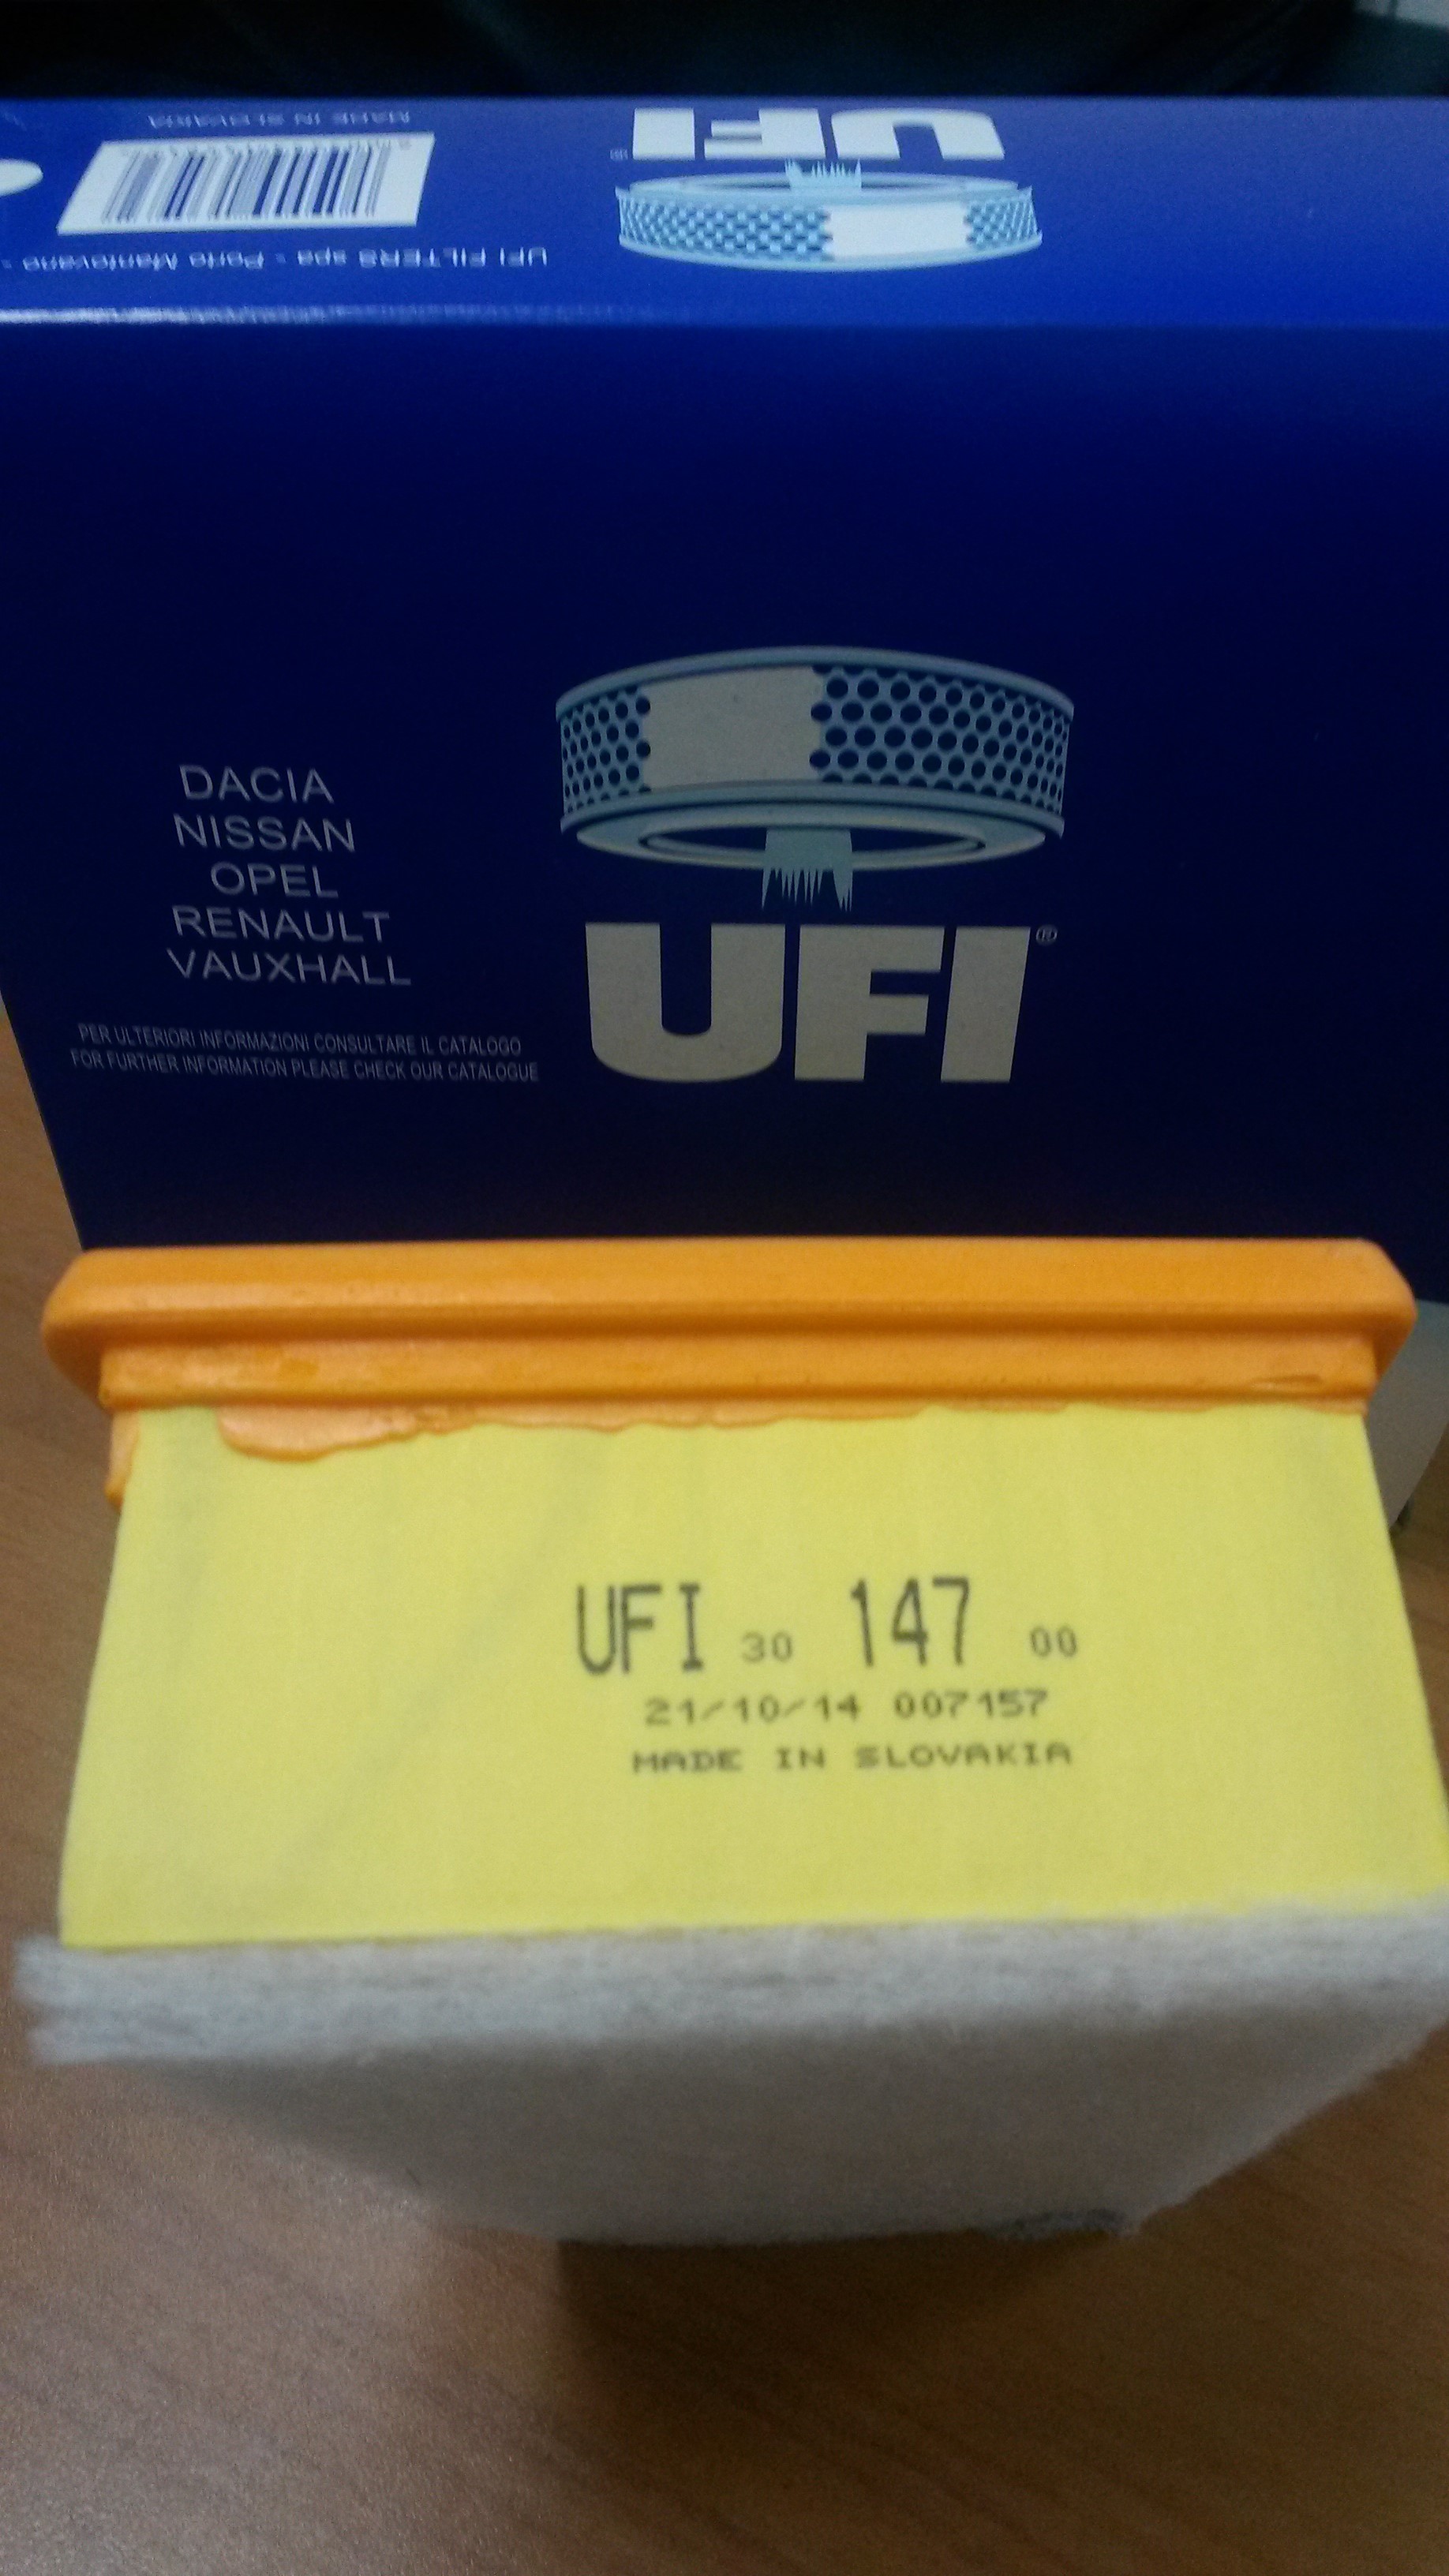 MADE IN SLOVAKIA
UFI
UFI FILTERS spa - Porto Mantovano -
DACIA
NISSAN
OPEL
RENAULT
VAUXHALL
PER ULTERIORI INFORMAZIONI CONSULTARE IL CATALOGO
FOR FURTHER INFORMATION PLEASE CHECK OUR CATALOGUE
UFI®
UFI 30 147 00
21/10/14 007157
MADE IN SLOVAKIA